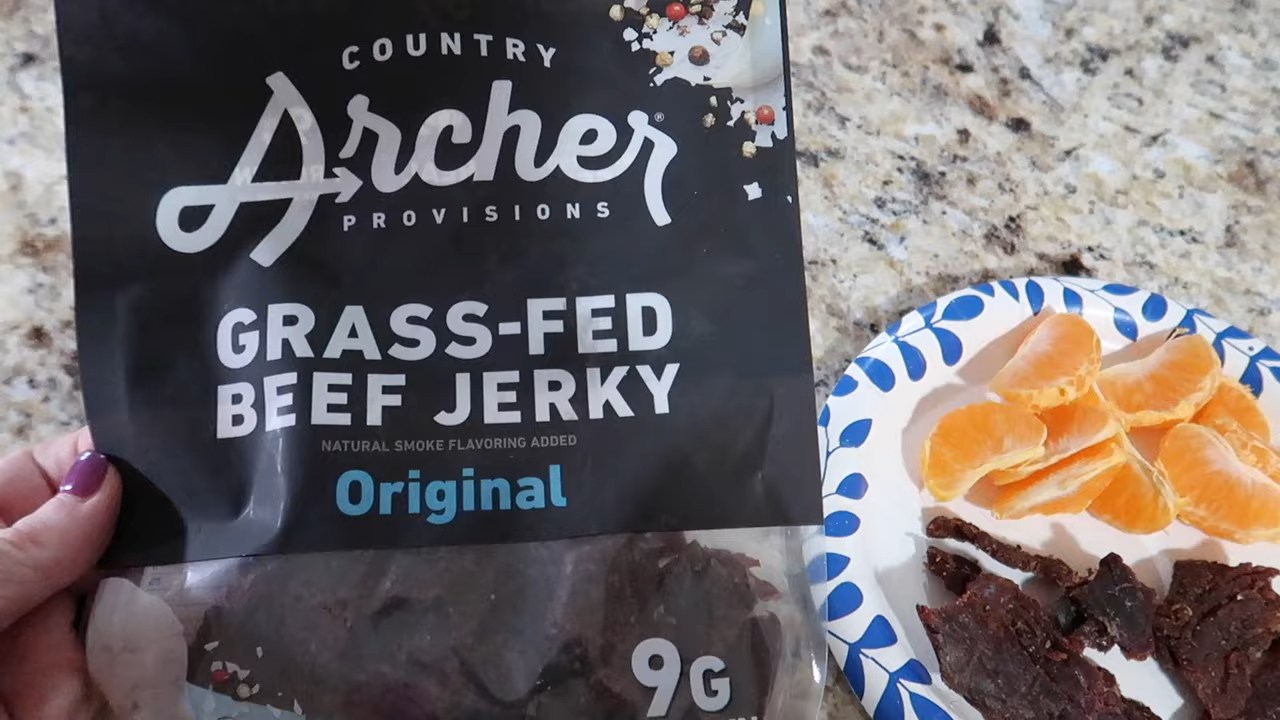 COUNTRY
Archer®
PROVISIONS
GRASS-FED
BEEF JERKY
NATURAL SMOKE FLAVORING ADDED
Original
9G